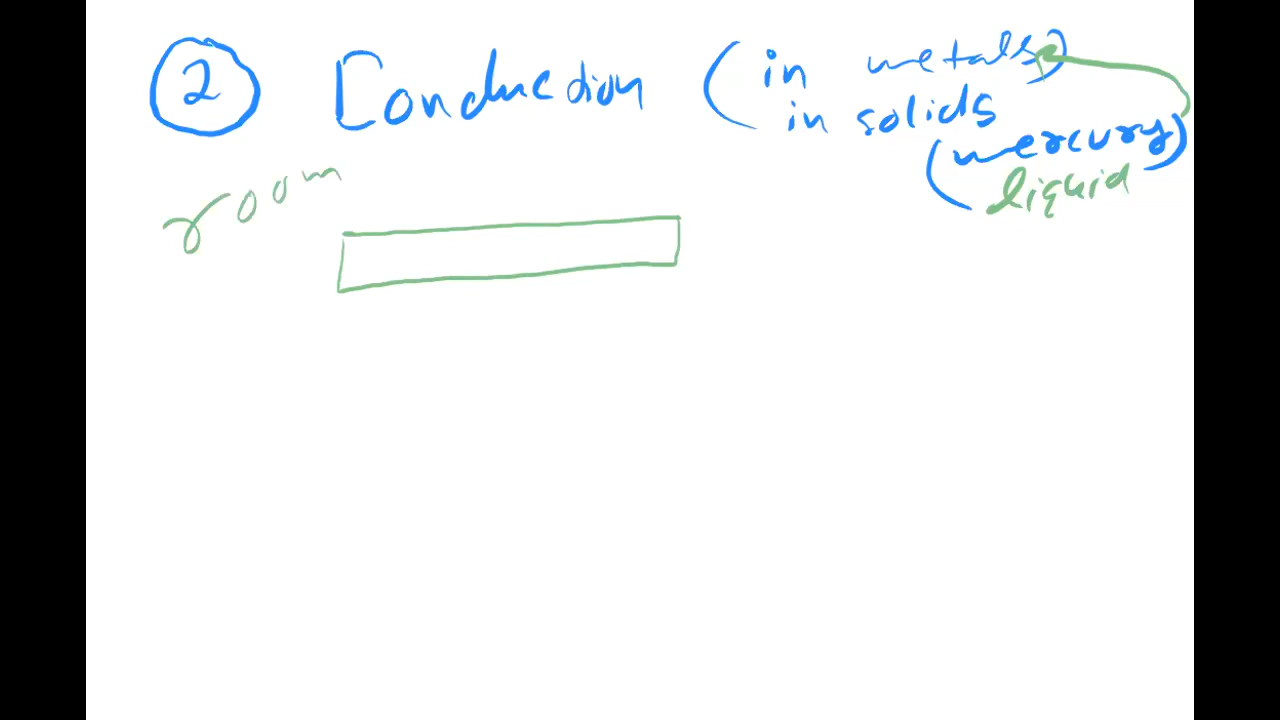 2 Conduction (in metals)
in solids
(mercury)
liquid
room